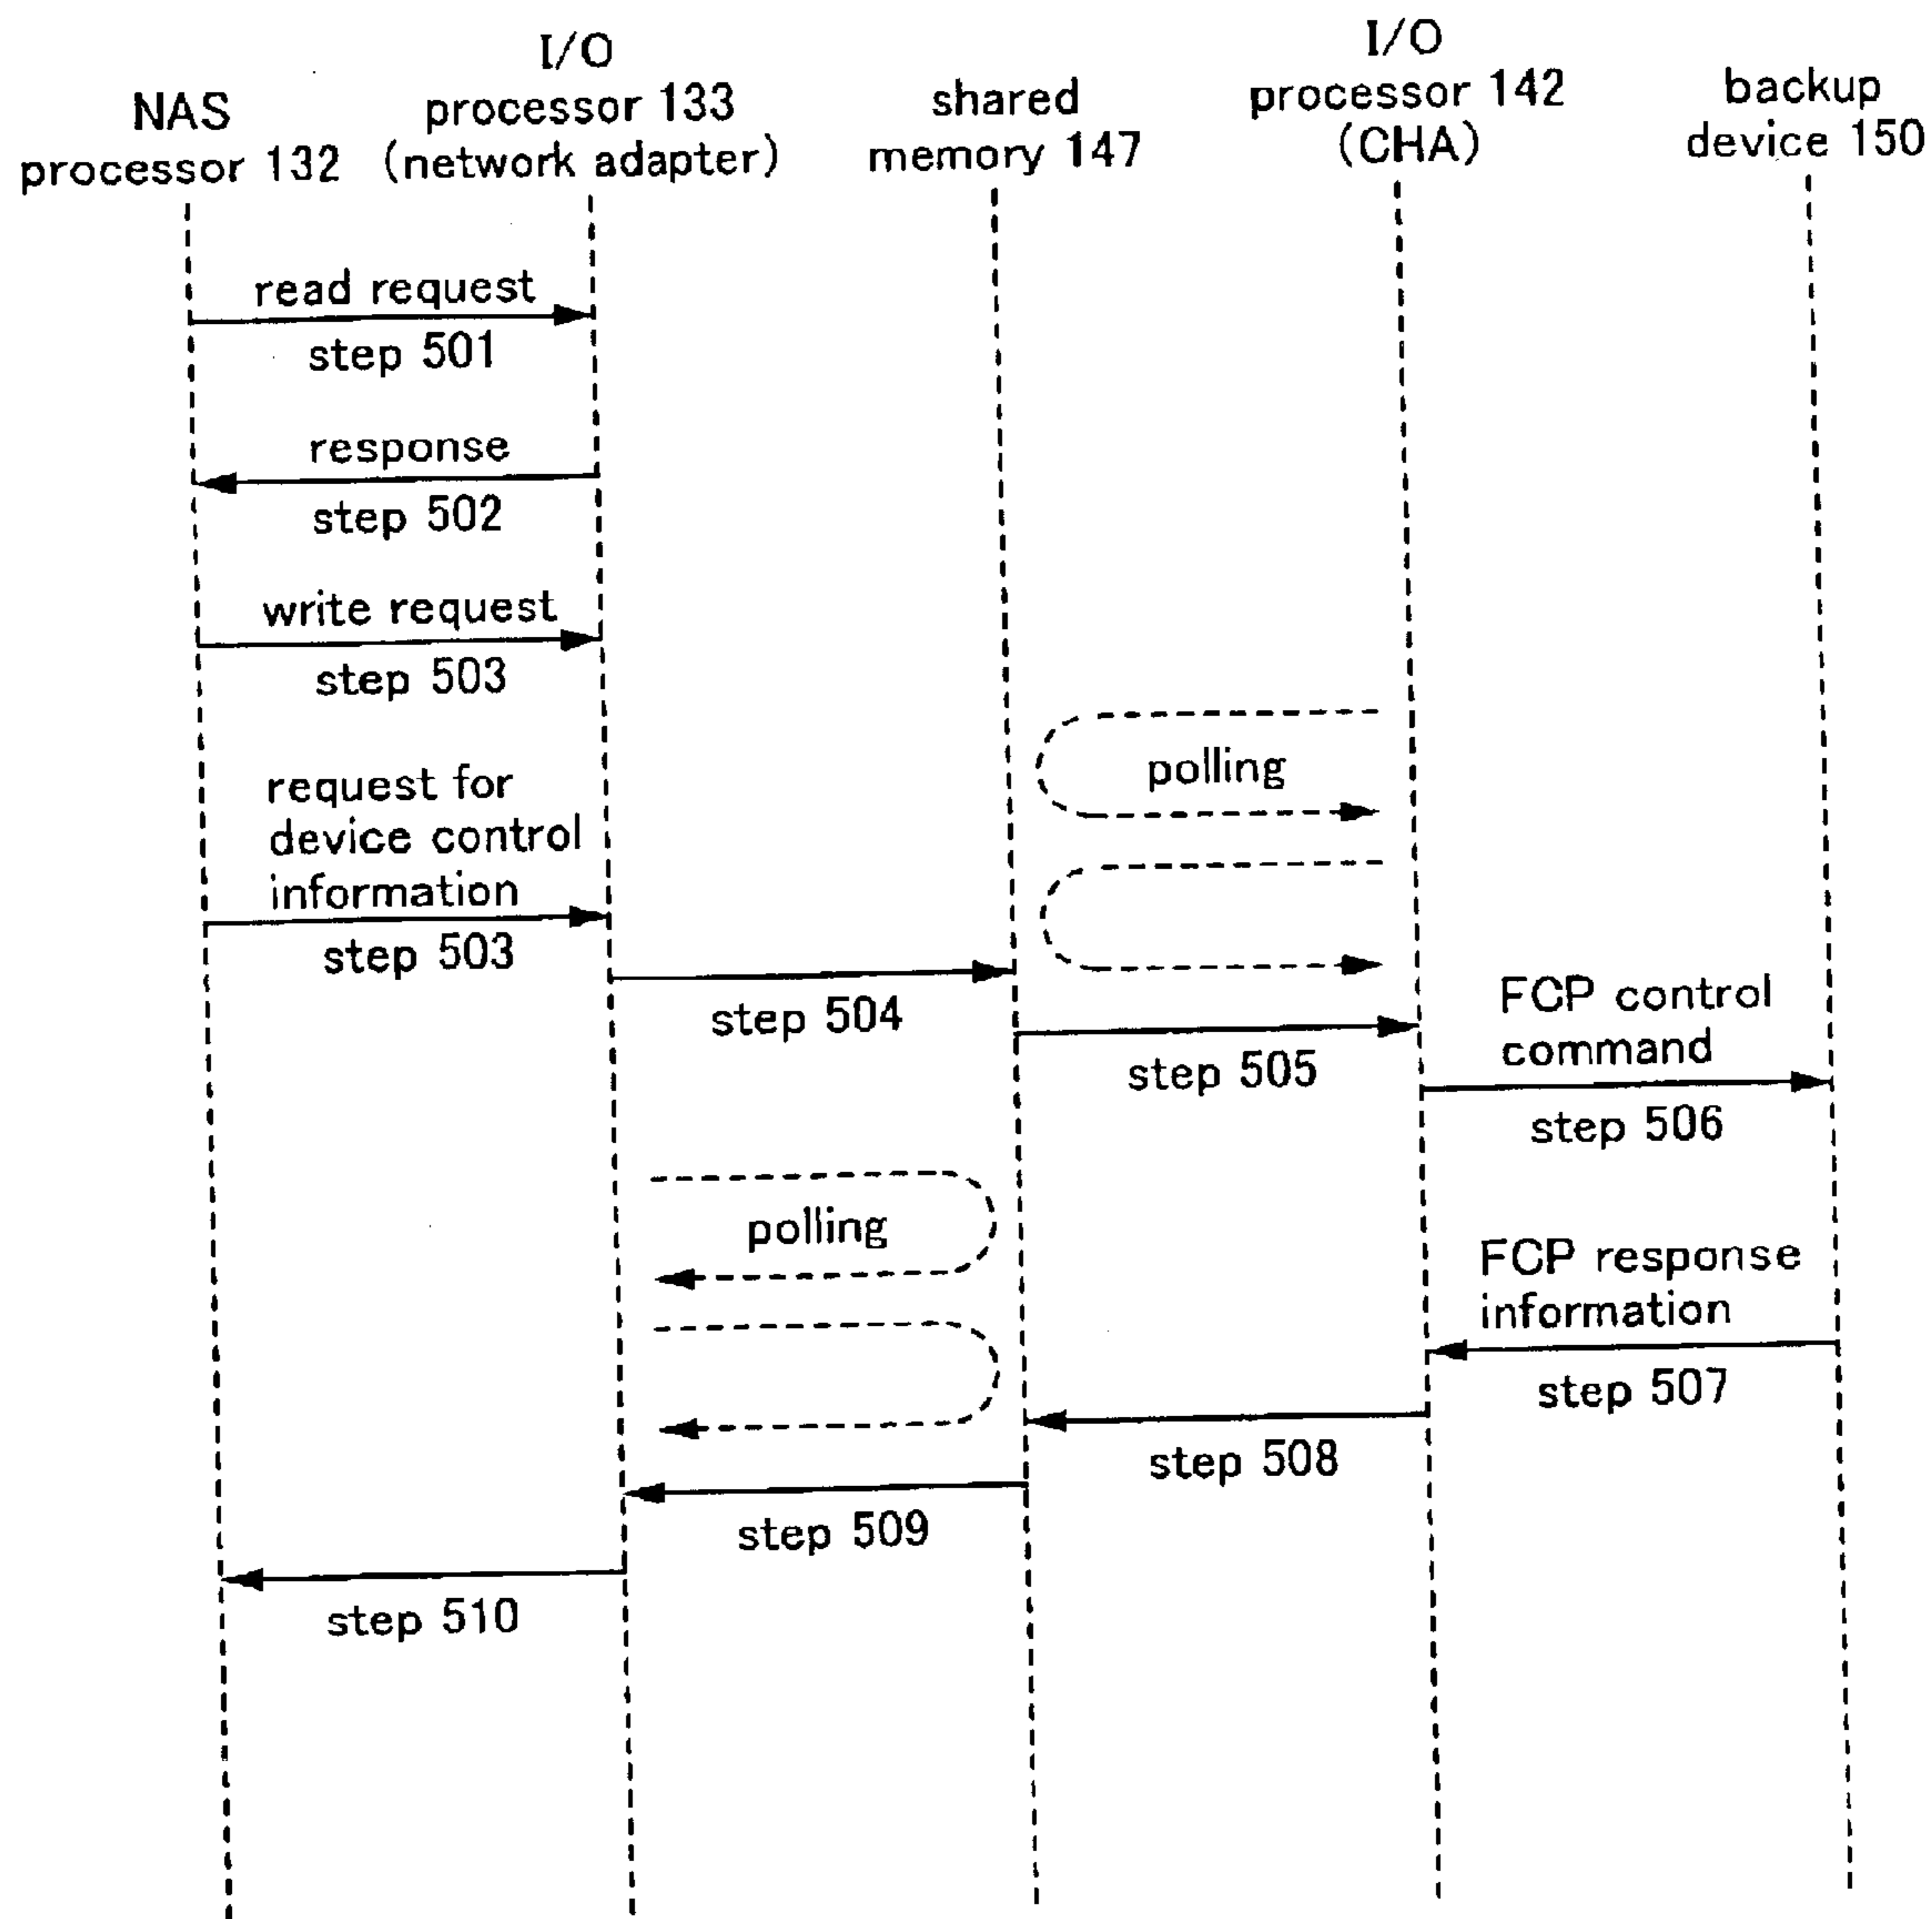 NAS
processor 132
I/O
processor 133
(network adapter)
shared
memory 147
I/O
processor 142
(CHA)
backup
device 150
read request
step 501
response
step 502
write request
step 503
polling
request for
device control
information
step 503
step 504
FCP control
command
step 505
step 506
polling
FCP response
information
step 507
step 508
step 509
step 510